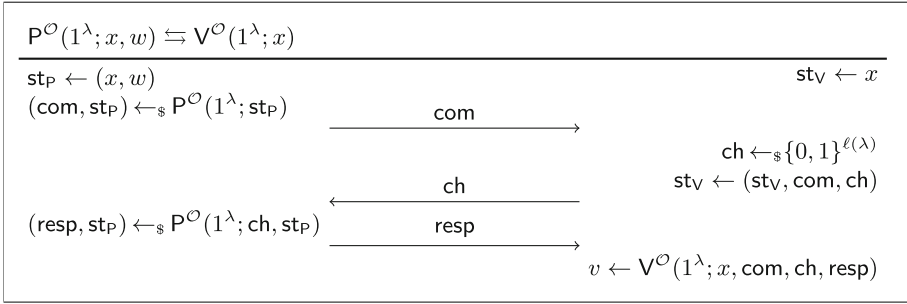 P^O(1^λ; x, w) ⇆ V^O(1^λ; x)
st_P ← (x, w) st_V ← x
(com, st_P) ←$ P^O(1^λ; st_P)
com
ch ←$ {0, 1}^ℓ(λ)
st_V ← (st_V, com, ch)
ch
(resp, st_P) ←$ P^O(1^λ; ch, st_P) resp
v ← V^O(1^λ; x, com, ch, resp)